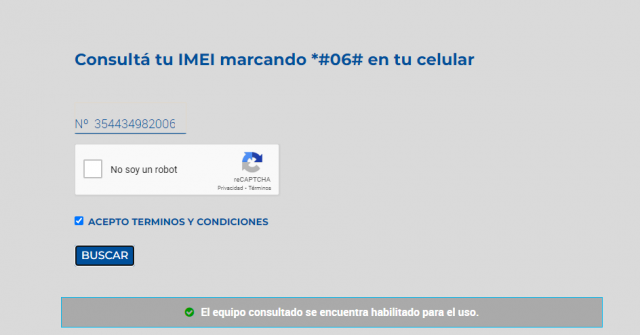 Consultá tu IMEI marcando *#06# en tu celular
Nº 354434982006
No soy un robot
reCAPTCHA
Privacidad - Términos
ACEPTO TERMINOS Y CONDICIONES
BUSCAR
El equipo consultado se encuentra habilitado para el uso.